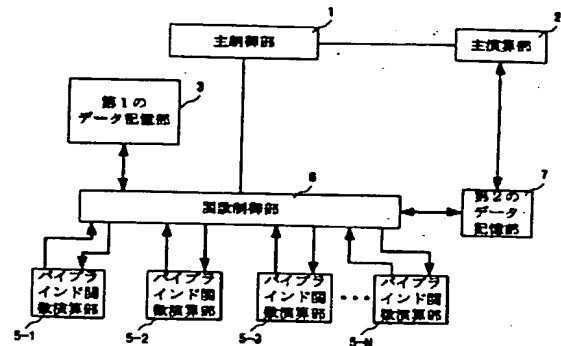 1
主制御部
2
主演算部
3
第1の
データ記憶部
6
関数制御部
7
第2の
データ
記憶部
パイプラ
インド関
数演算部
5-1
パイプラ
インド関
数演算部
5-2
パイプラ
インド関
数演算部
5-3
・・・
パイプラ
インド関
数演算部
5-N